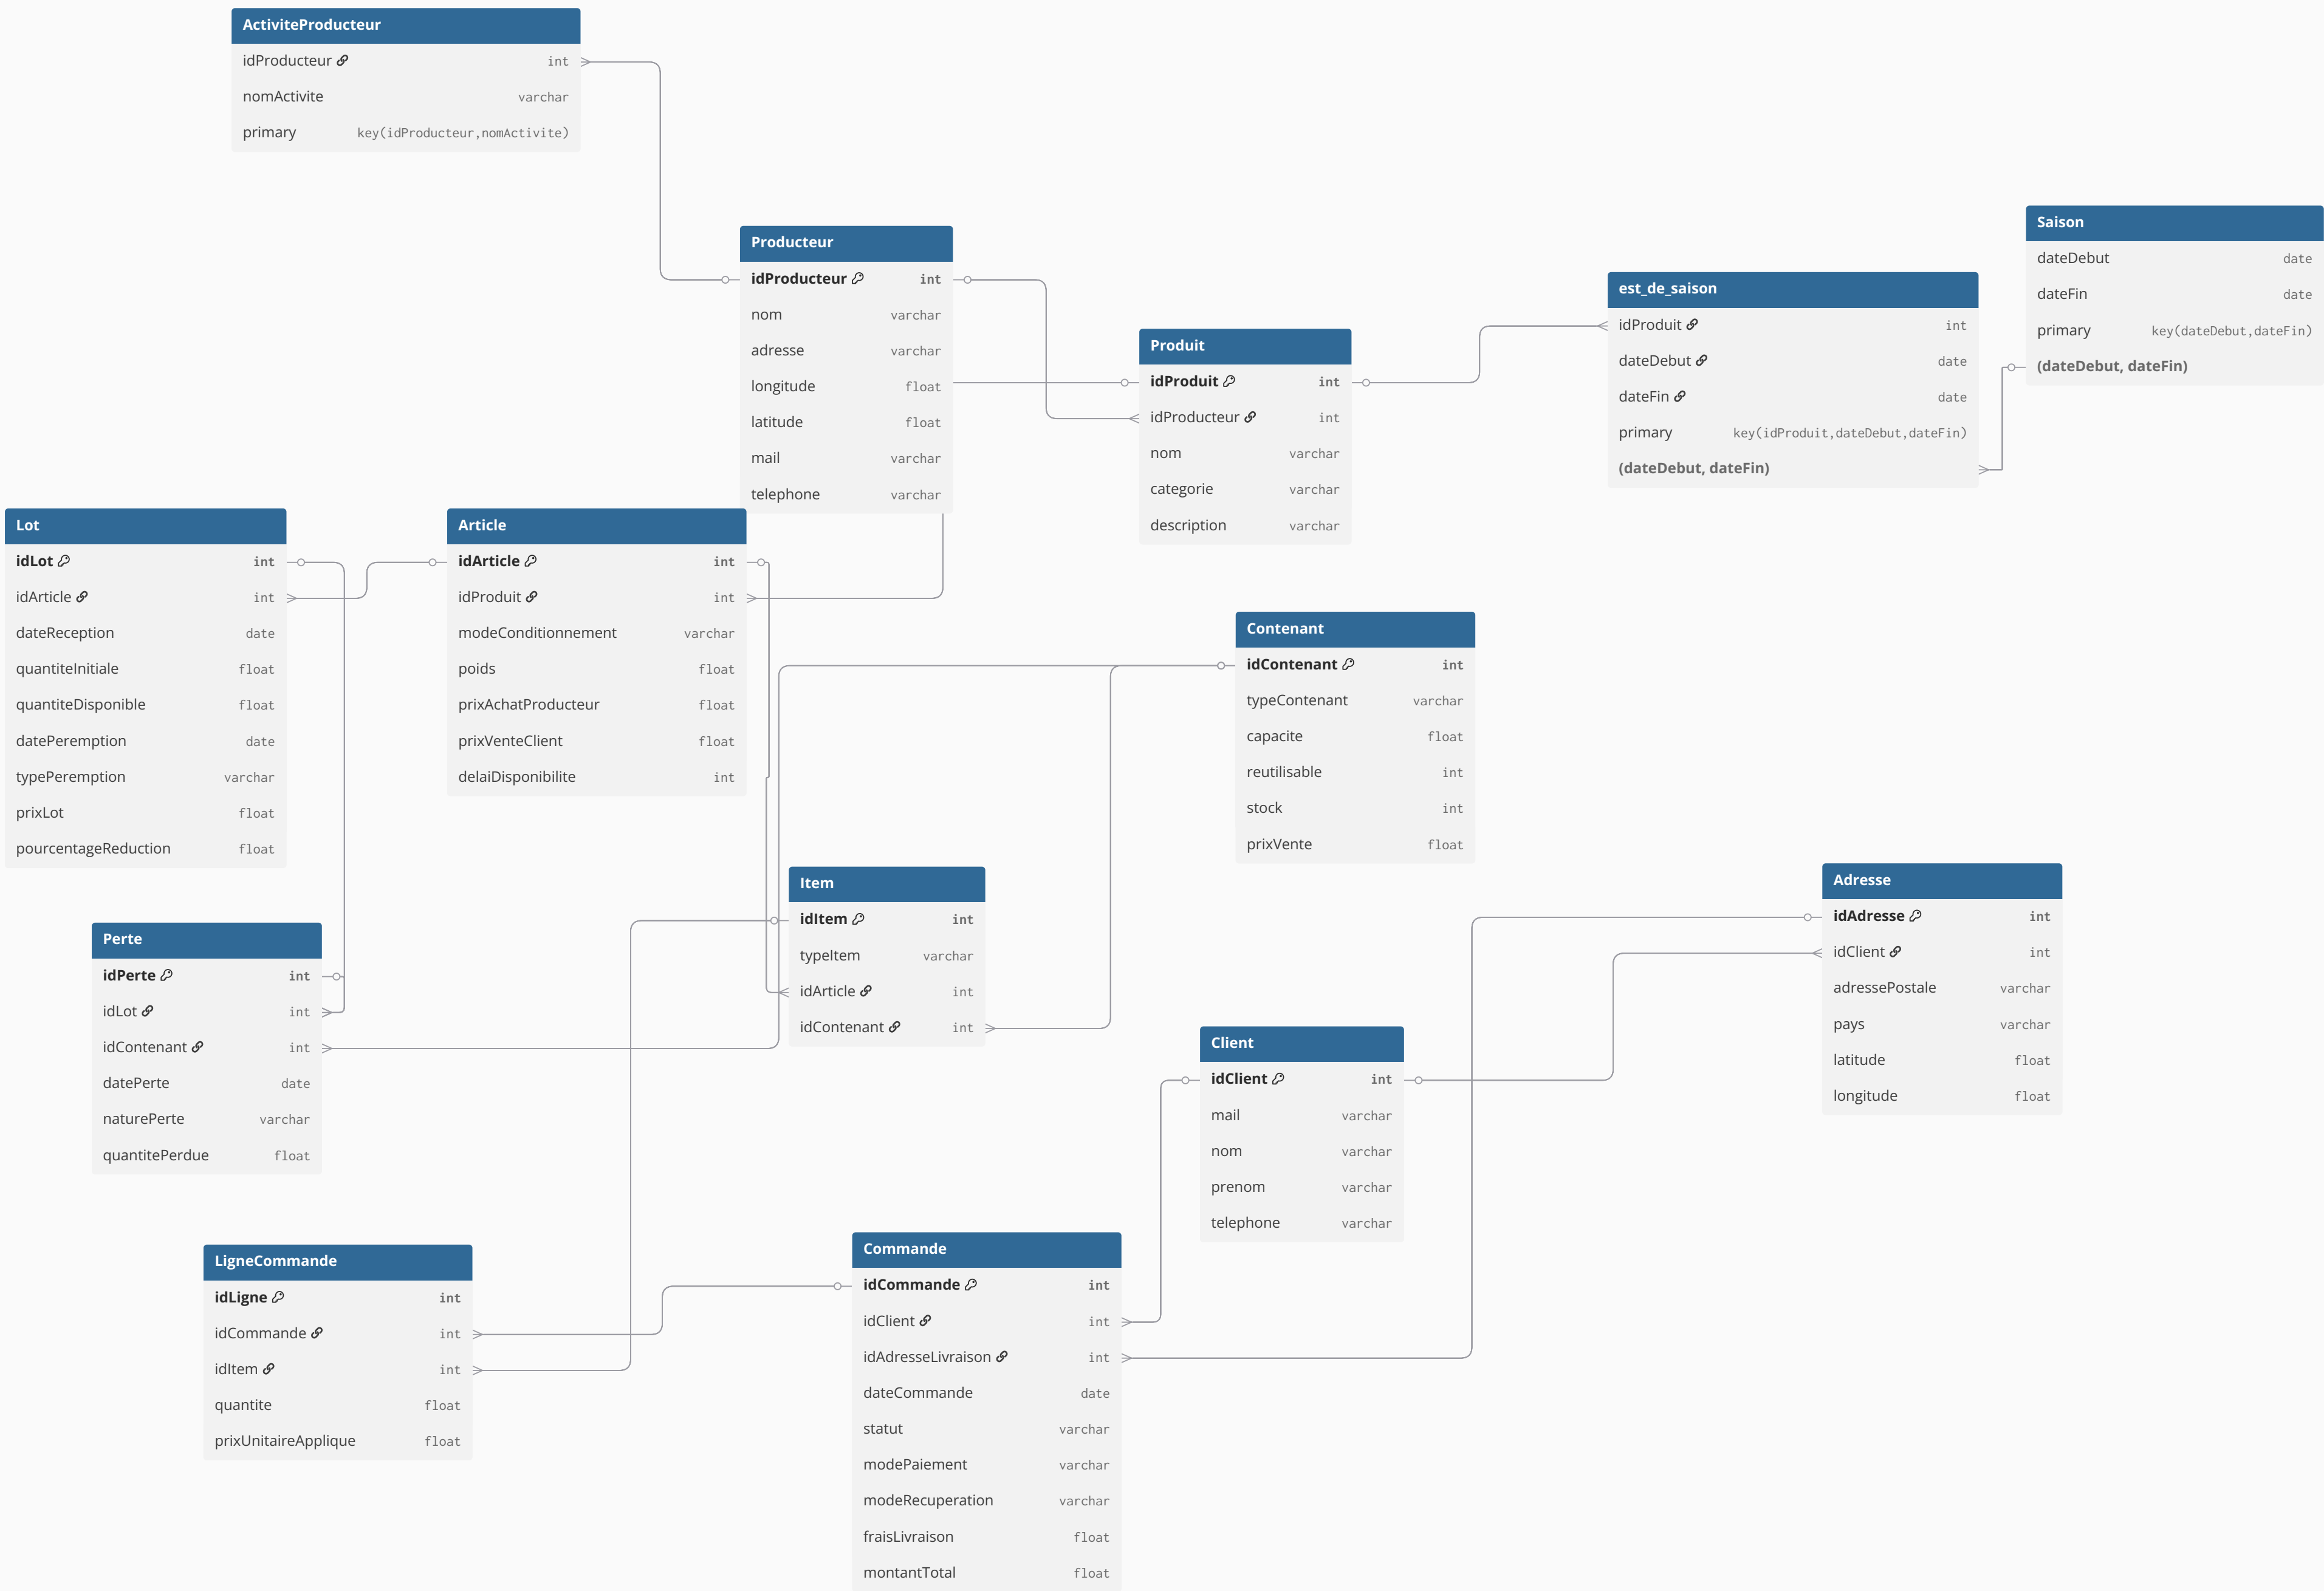 ActiviteProducteur
idProducteur int
nomActivite varchar
primary key(idProducteur,nomActivite)
Saison
dateDebut date
dateFin date
primary key(dateDebut,dateFin)
(dateDebut, dateFin)
Producteur
idProducteur int
nom varchar
adresse varchar
longitude float
latitude float
mail varchar
telephone varchar
est_de_saison
idProduit int
dateDebut date
dateFin date
primary key(idProduit,dateDebut,dateFin)
(dateDebut, dateFin)
Produit
idProduit int
idProducteur int
nom varchar
categorie varchar
description varchar
Lot
idLot int
idArticle int
dateReception date
quantiteInitiale float
quantiteDisponible float
datePeremption date
typePeremption varchar
prixLot float
pourcentageReduction float
Article
idArticle int
idProduit int
modeConditionnement varchar
poids float
prixAchatProducteur float
prixVenteClient float
delaiDisponibilite int
Contenant
idContenant int
typeContenant varchar
capacite float
reutilisable int
stock int
prixVente float
Item
idItem int
typeItem varchar
idArticle int
idContenant int
Adresse
idAdresse int
idClient int
adressePostale varchar
pays varchar
latitude float
longitude float
Perte
idPerte int
idLot int
idContenant int
datePerte date
naturePerte varchar
quantitePerdue float
Client
idClient int
mail varchar
nom varchar
prenom varchar
telephone varchar
LigneCommande
idLigne int
idCommande int
idItem int
quantite float
prixUnitaireApplique float
Commande
idCommande int
idClient int
idAdresseLivraison int
dateCommande date
statut varchar
modePaiement varchar
modeRecuperation varchar
fraisLivraison float
montantTotal float